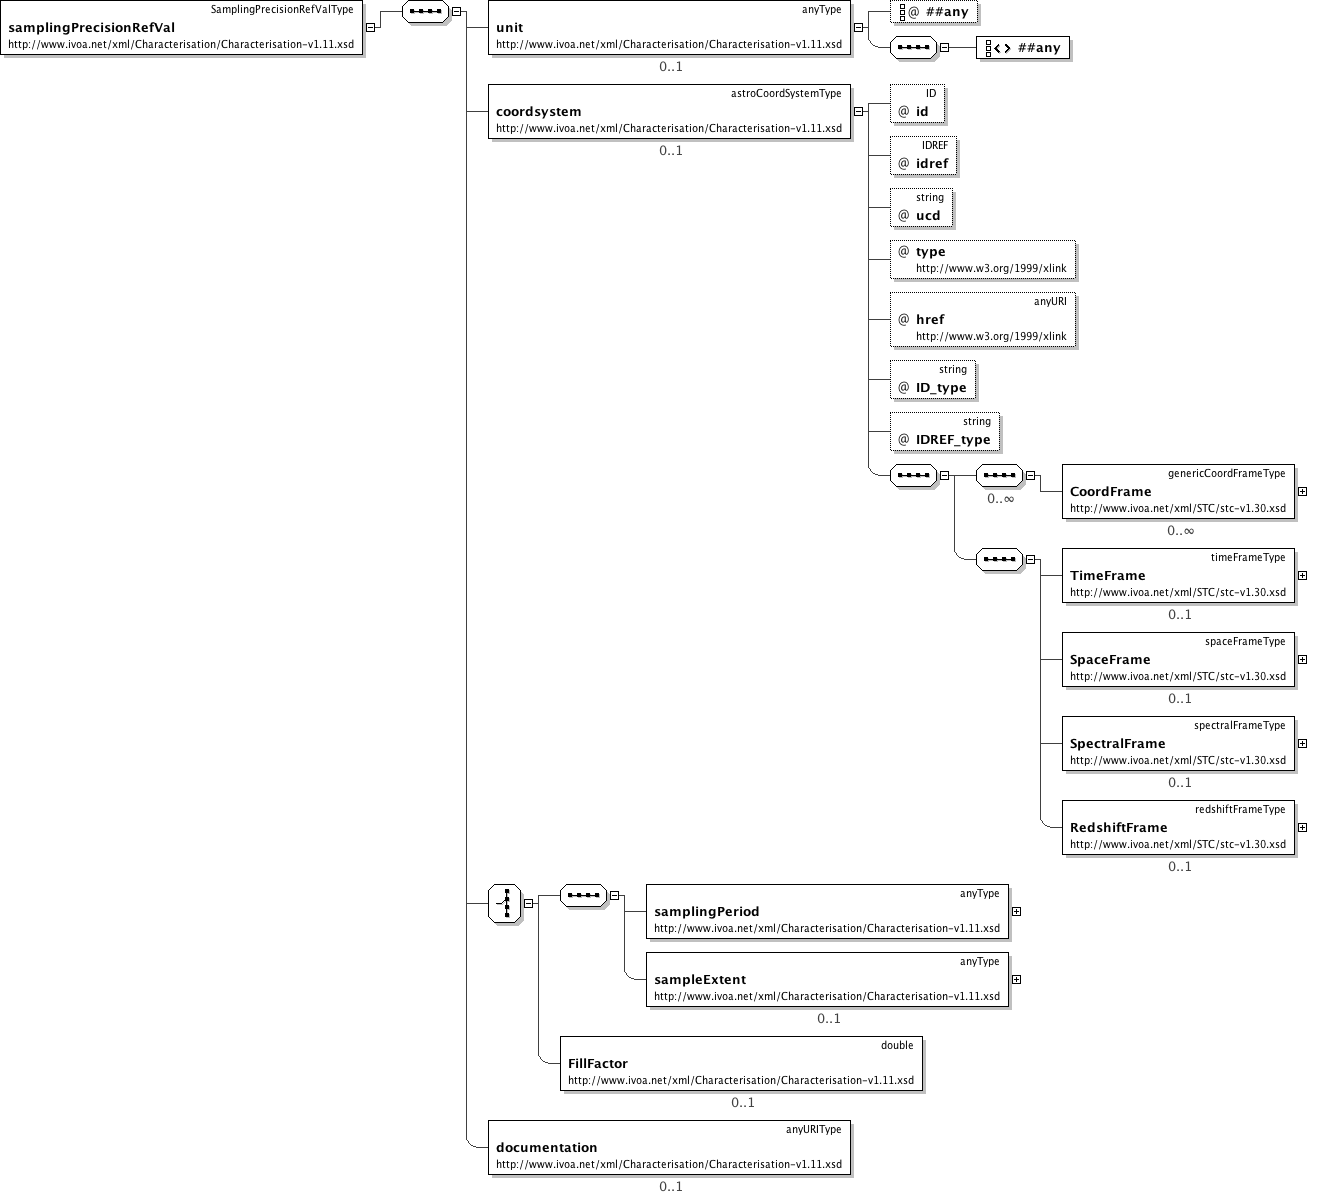 SamplingPrecisionRefValType
samplingPrecisionRefVal
http://www.ivoa.net/xml/Characterisation/Characterisation-v1.11.xsd
anyType
unit
http://www.ivoa.net/xml/Characterisation/Characterisation-v1.11.xsd
0..1
@ ##any
##any
astroCoordSystemType
coordsystem
http://www.ivoa.net/xml/Characterisation/Characterisation-v1.11.xsd
0..1
ID
@ id
IDREF
@ idref
string
@ ucd
@ type
http://www.w3.org/1999/xlink
anyURI
@ href
http://www.w3.org/1999/xlink
string
@ ID_type
string
@ IDREF_type
0..∞
genericCoordFrameType
CoordFrame
http://www.ivoa.net/xml/STC/stc-v1.30.xsd
0..∞
timeFrameType
TimeFrame
http://www.ivoa.net/xml/STC/stc-v1.30.xsd
0..1
spaceFrameType
SpaceFrame
http://www.ivoa.net/xml/STC/stc-v1.30.xsd
0..1
spectralFrameType
SpectralFrame
http://www.ivoa.net/xml/STC/stc-v1.30.xsd
0..1
redshiftFrameType
RedshiftFrame
http://www.ivoa.net/xml/STC/stc-v1.30.xsd
0..1
anyType
samplingPeriod
http://www.ivoa.net/xml/Characterisation/Characterisation-v1.11.xsd
anyType
sampleExtent
http://www.ivoa.net/xml/Characterisation/Characterisation-v1.11.xsd
0..1
double
FillFactor
http://www.ivoa.net/xml/Characterisation/Characterisation-v1.11.xsd
0..1
anyURIType
documentation
http://www.ivoa.net/xml/Characterisation/Characterisation-v1.11.xsd
0..1